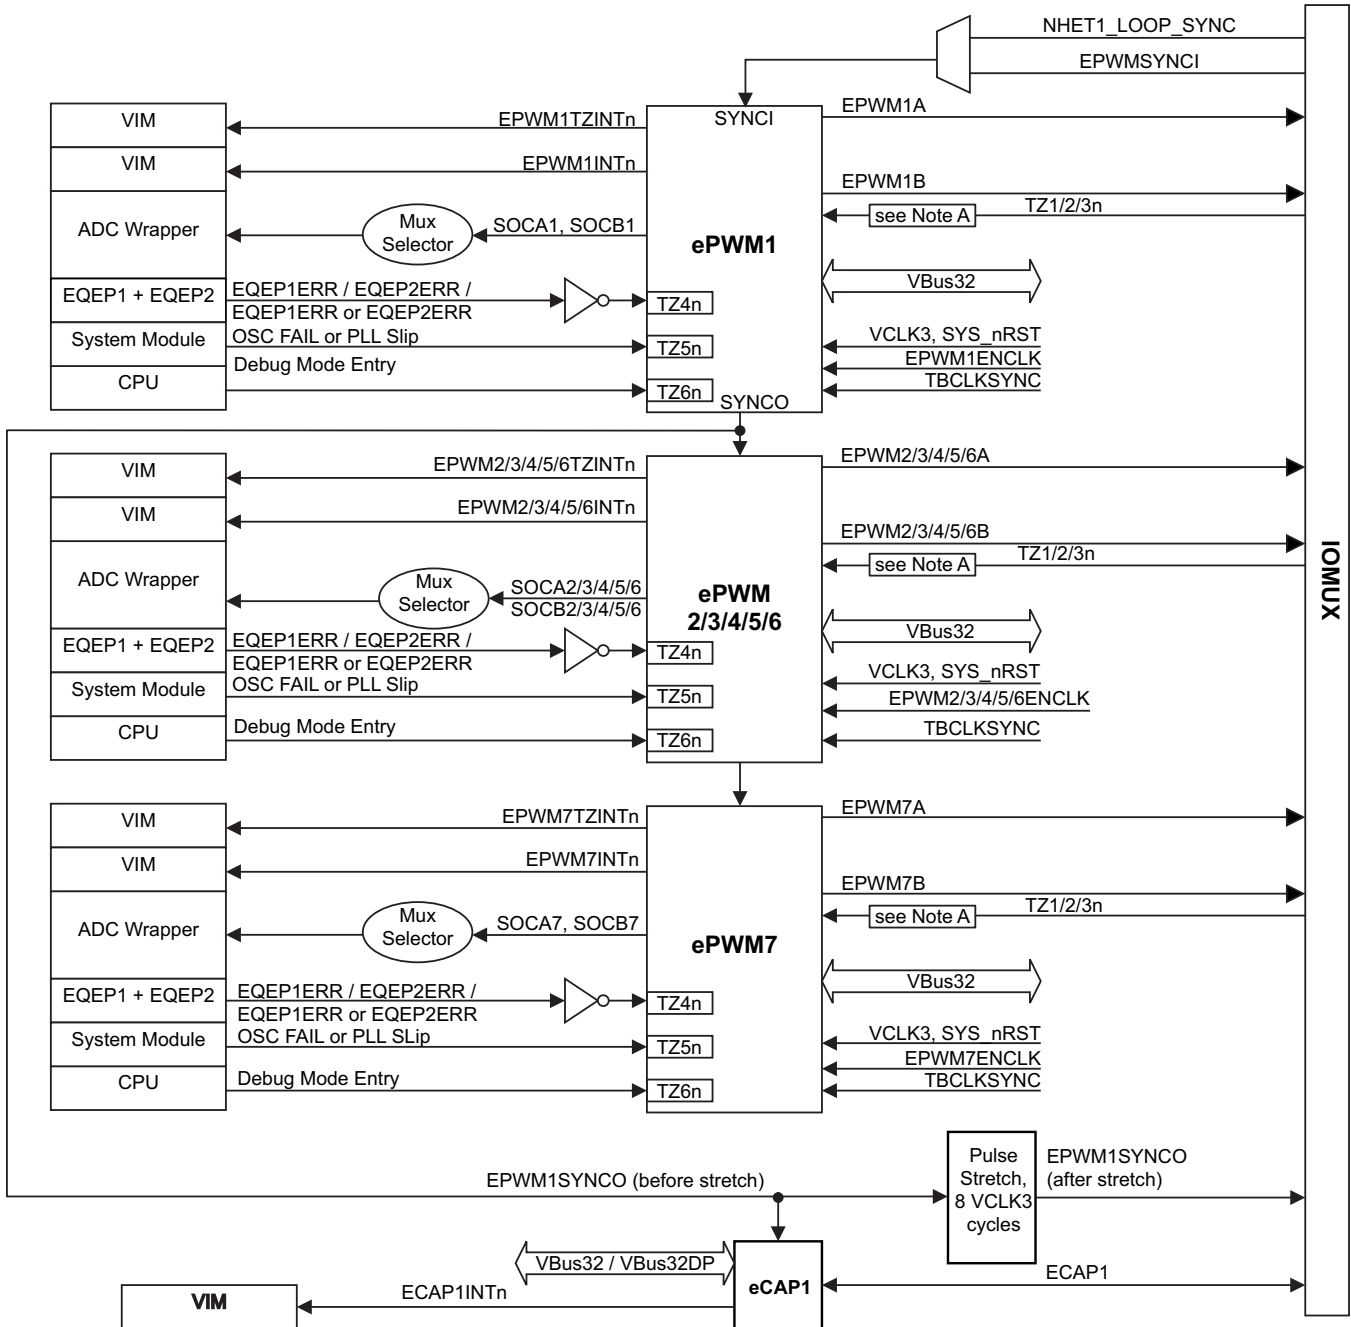 NHET1_LOOP_SYNC
EPWMSYNCI
VIM
EPWM1TZINTn
SYNCI
EPWM1A
VIM
EPWM1INTn
EPWM1B
ADC Wrapper
Mux
Selector
SOCA1, SOCB1
ePWM1
see Note A
TZ1/2/3n
VBus32
EQEP1 + EQEP2
EQEP1ERR / EQEP2ERR /
EQEP1ERR or EQEP2ERR
TZ4n
System Module
OSC FAIL or PLL Slip
TZ5n
VCLK3, SYS_nRST
EPWM1ENCLK
TBCLKSYNC
CPU
Debug Mode Entry
TZ6n
SYNCO
VIM
EPWM2/3/4/5/6TZINTn
EPWM2/3/4/5/6A
VIM
EPWM2/3/4/5/6INTn
EPWM2/3/4/5/6B
ADC Wrapper
Mux
Selector
SOCA2/3/4/5/6
SOCB2/3/4/5/6
ePWM
2/3/4/5/6
see Note A
TZ1/2/3n
IOMUX
VBus32
EQEP1 + EQEP2
EQEP1ERR / EQEP2ERR /
EQEP1ERR or EQEP2ERR
TZ4n
System Module
OSC FAIL or PLL Slip
TZ5n
VCLK3, SYS_nRST
EPWM2/3/4/5/6ENCLK
TBCLKSYNC
CPU
Debug Mode Entry
TZ6n
VIM
EPWM7TZINTn
EPWM7A
VIM
EPWM7INTn
EPWM7B
ADC Wrapper
Mux
Selector
SOCA7, SOCB7
ePWM7
see Note A
TZ1/2/3n
VBus32
EQEP1 + EQEP2
EQEP1ERR / EQEP2ERR /
EQEP1ERR or EQEP2ERR
TZ4n
System Module
OSC FAIL or PLL SLip
TZ5n
VCLK3, SYS_nRST
EPWM7ENCLK
TBCLKSYNC
CPU
Debug Mode Entry
TZ6n
EPWM1SYNCO (before stretch)
Pulse
Stretch,
8 VCLK3
cycles
EPWM1SYNCO
(after stretch)
VBus32 / VBus32DP
eCAP1
ECAP1
VIM
ECAP1INTn